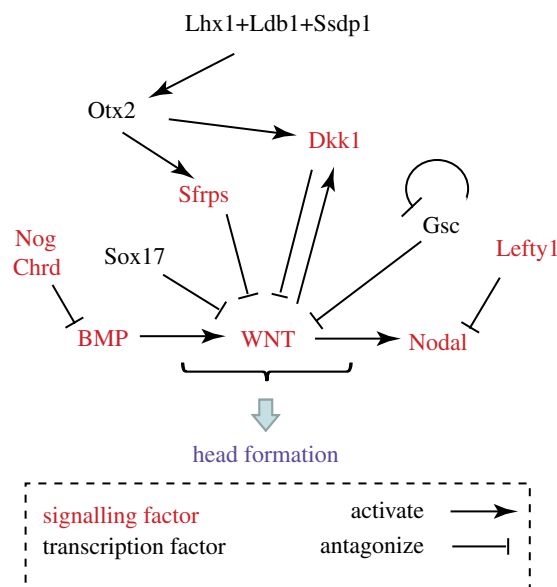 Lhx1+Ldb1+Ssdp1
Otx2
Dkk1
Sfrps
Gsc
Nog
Chrd
Sox17
Lefty1
BMP
WNT
Nodal
head formation
signalling factor
activate
transcription factor
antagonize